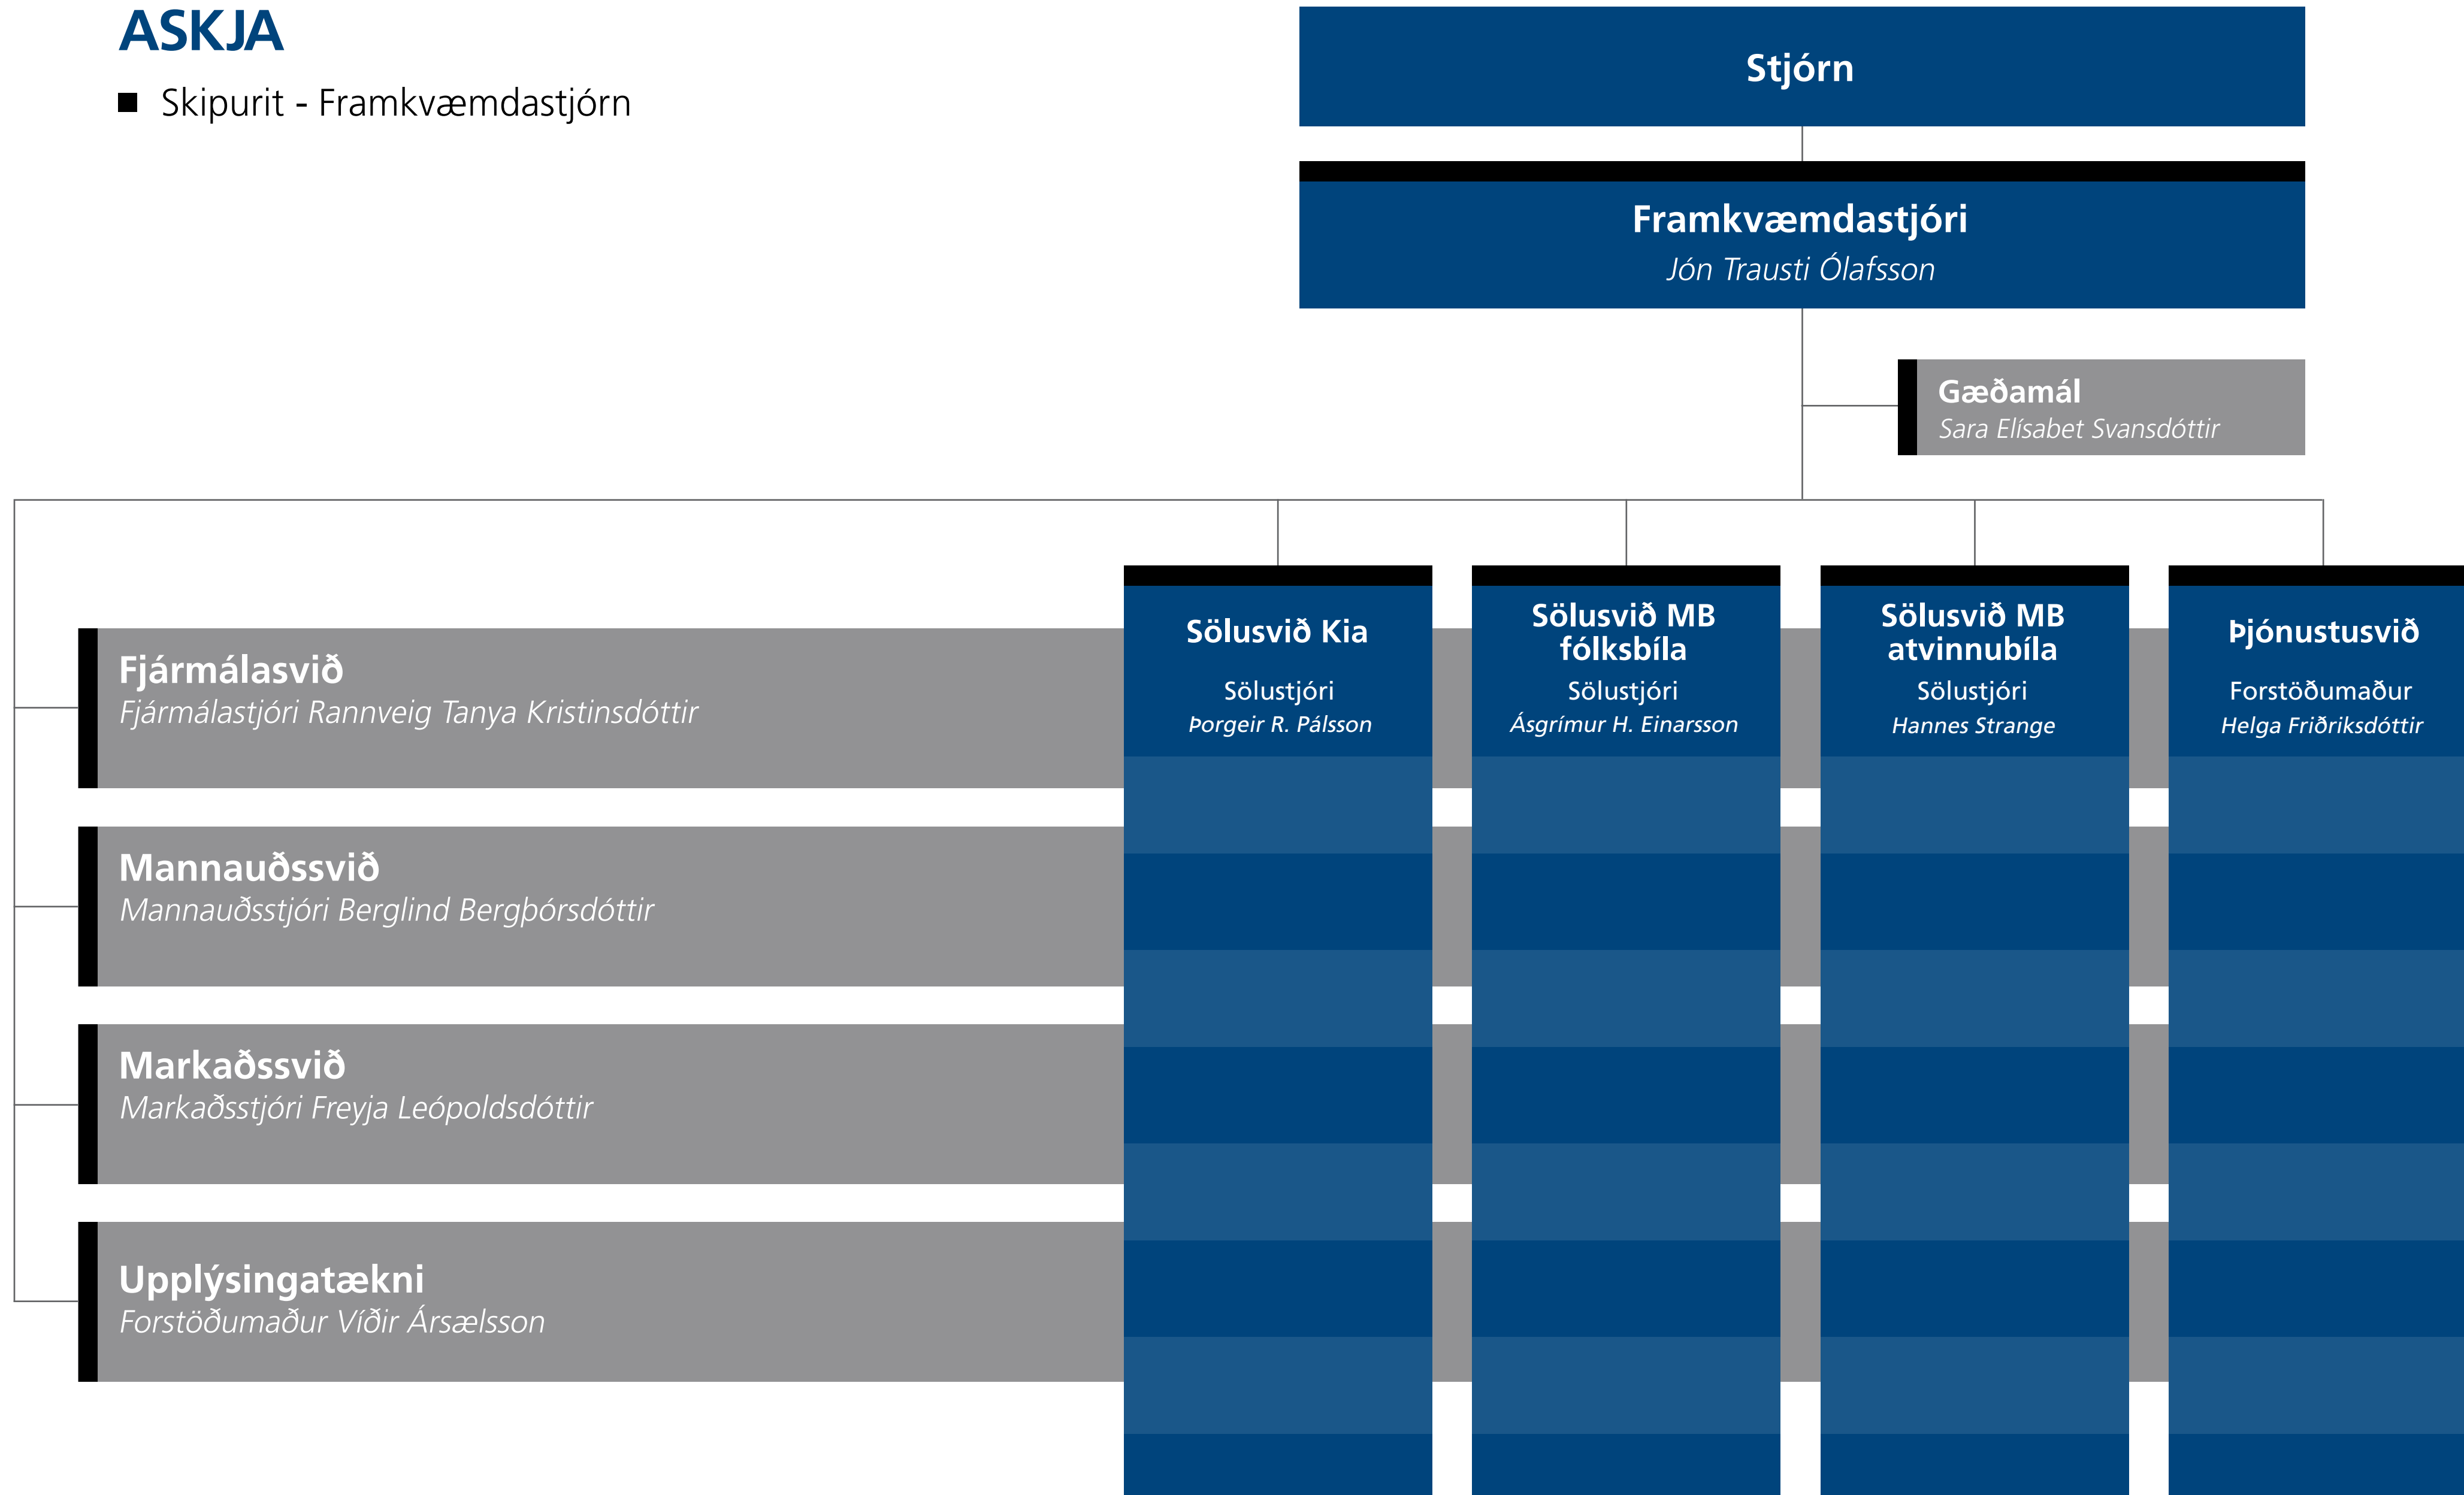 ASKJA
■ Skipurit - Framkvæmdastjórn
Stjórn
Framkvæmdastjóri
Jón Trausti Ólafsson
Gæðamál
Sara Elísabet Svansdóttir
Sölusvið Kia
Sölustjóri
Þorgeir R. Pálsson
Sölusvið MB
fólksbíla
Sölustjóri
Ásgrímur H. Einarsson
Sölusvið MB
atvinnubíla
Sölustjóri
Hannes Strange
Þjónustusvið
Forstöðumaður
Helga Friðriksdóttir
Fjármálasvið
Fjármálastjóri Rannveig Tanya Kristinsdóttir
Mannauðssvið
Mannauðsstjóri Berglind Bergþórsdóttir
Markaðssvið
Markaðsstjóri Freyja Leópoldsdóttir
Upplýsingatækni
Forstöðumaður Víðir Ársælsson